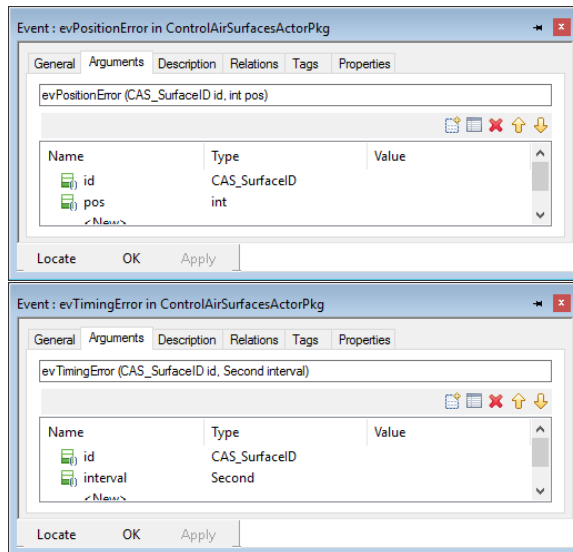 Event : evPositionError in ControlAirSurfacesActorPkg
General Arguments Description Relations Tags Properties
evPositionError (CAS_SurfaceID id, int pos)
Name Type Value
id CAS_SurfaceID
pos int
<New>
Locate OK Apply
Event : evTimingError in ControlAirSurfacesActorPkg
General Arguments Description Relations Tags Properties
evTimingError (CAS_SurfaceID id, Second interval)
Name Type Value
id CAS_SurfaceID
interval Second
<New>
Locate OK Apply